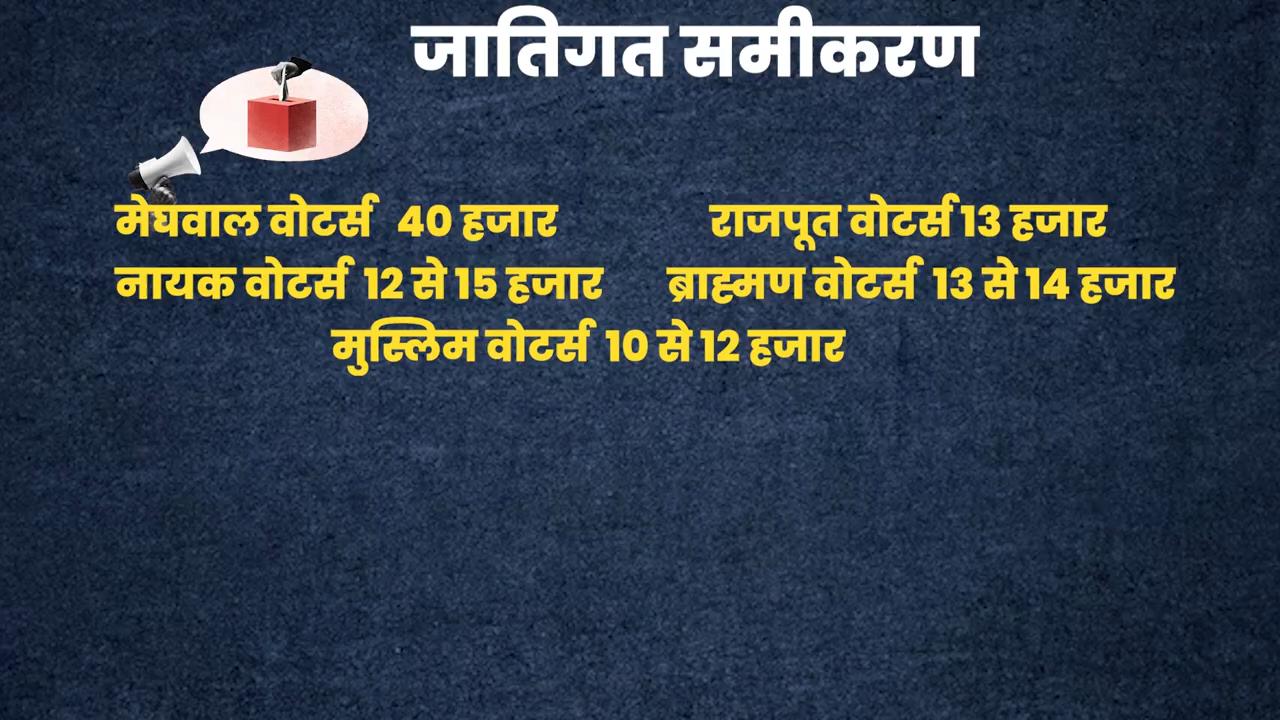 जातिगत समीकरण
मेघवाल वोटर्स 40 हजार राजपूत वोटर्स 13 हजार
नायक वोटर्स 12 से 15 हजार ब्राह्मण वोटर्स 13 से 14 हजार
मुस्लिम वोटर्स 10 से 12 हजार